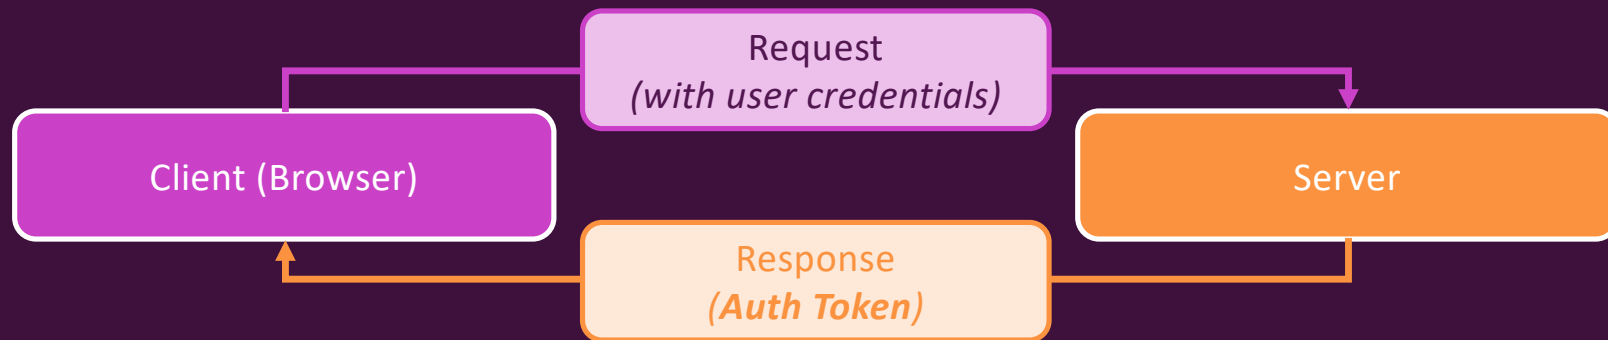 Request
(with user credentials)
Client (Browser)
Server
Response
(Auth Token)